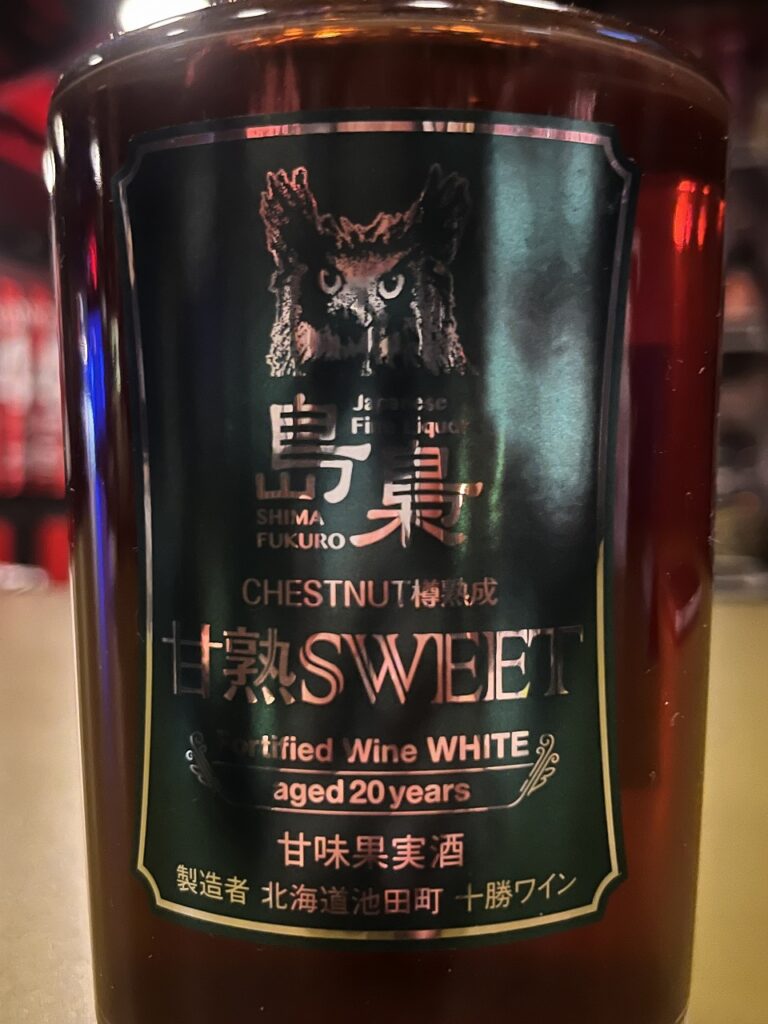 Japanese
Fine Liquor
島梟
SHIMA
FUKURO
CHESTNUT樽熟成
甘熟SWEET
Fortified Wine WHITE
aged 20 years
甘味果実酒
製造者 北海道池田町 十勝ワイン